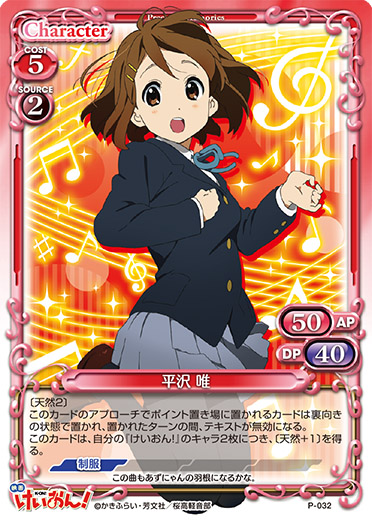 Precious Memories
Character
COST
5
SOURCE
2
50 AP
DP 40
平沢 唯
〔天然2〕
このカードのアプローチでポイント置き場に置かれるカードは裏向き
の状態で置かれ、置かれたターンの間、テキストが無効になる。
このカードは、自分の『けいおん!』のキャラ2枚につき、〔天然+1〕を得
る。
制服
この曲もあずにゃんの羽根になるかな。
映画
けいおん!
K-ON!
©かきふらい・芳文社/桜高軽音部
P-032